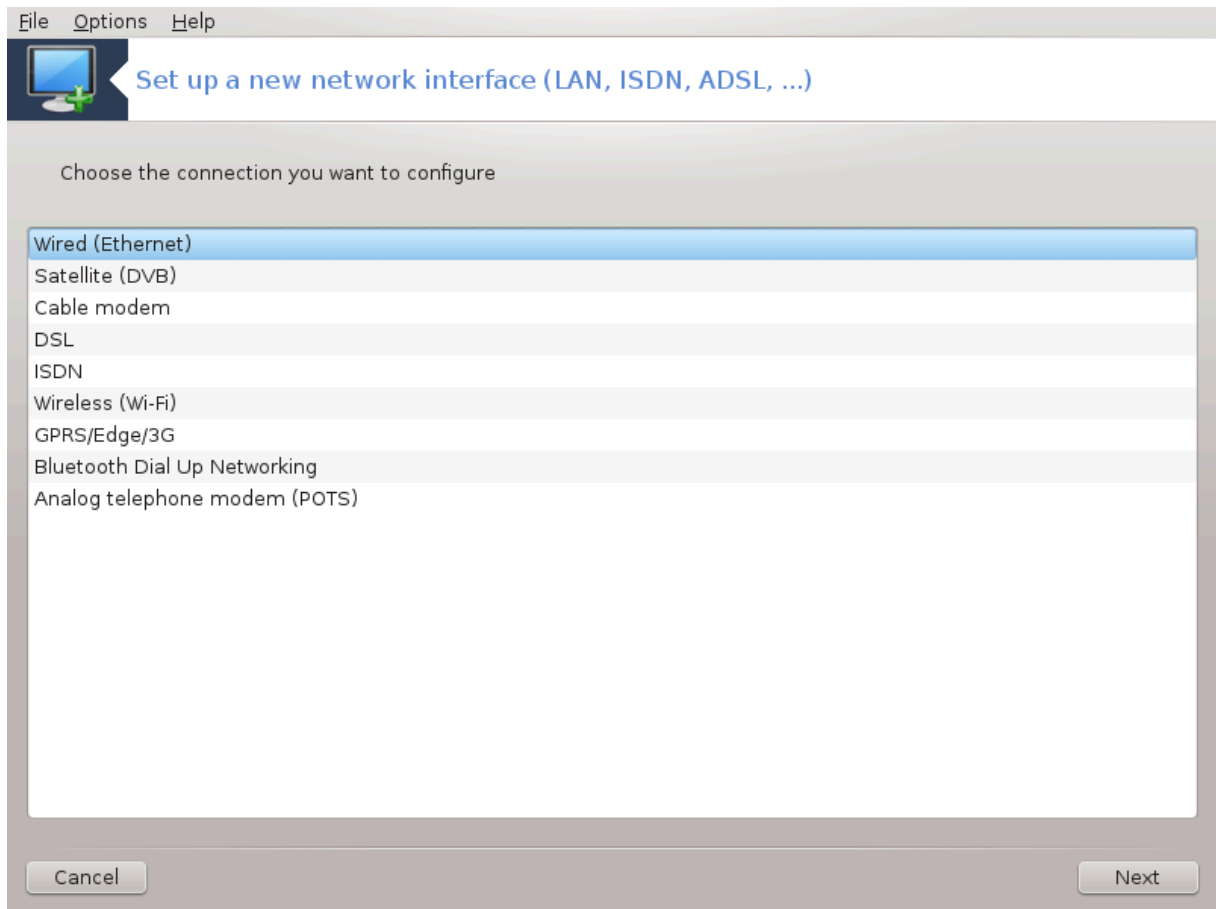 File Options Help
Set up a new network interface (LAN, ISDN, ADSL, ...)
Choose the connection you want to configure
Wired (Ethernet)
Satellite (DVB)
Cable modem
DSL
ISDN
Wireless (Wi-Fi)
GPRS/Edge/3G
Bluetooth Dial Up Networking
Analog telephone modem (POTS)
Cancel Next